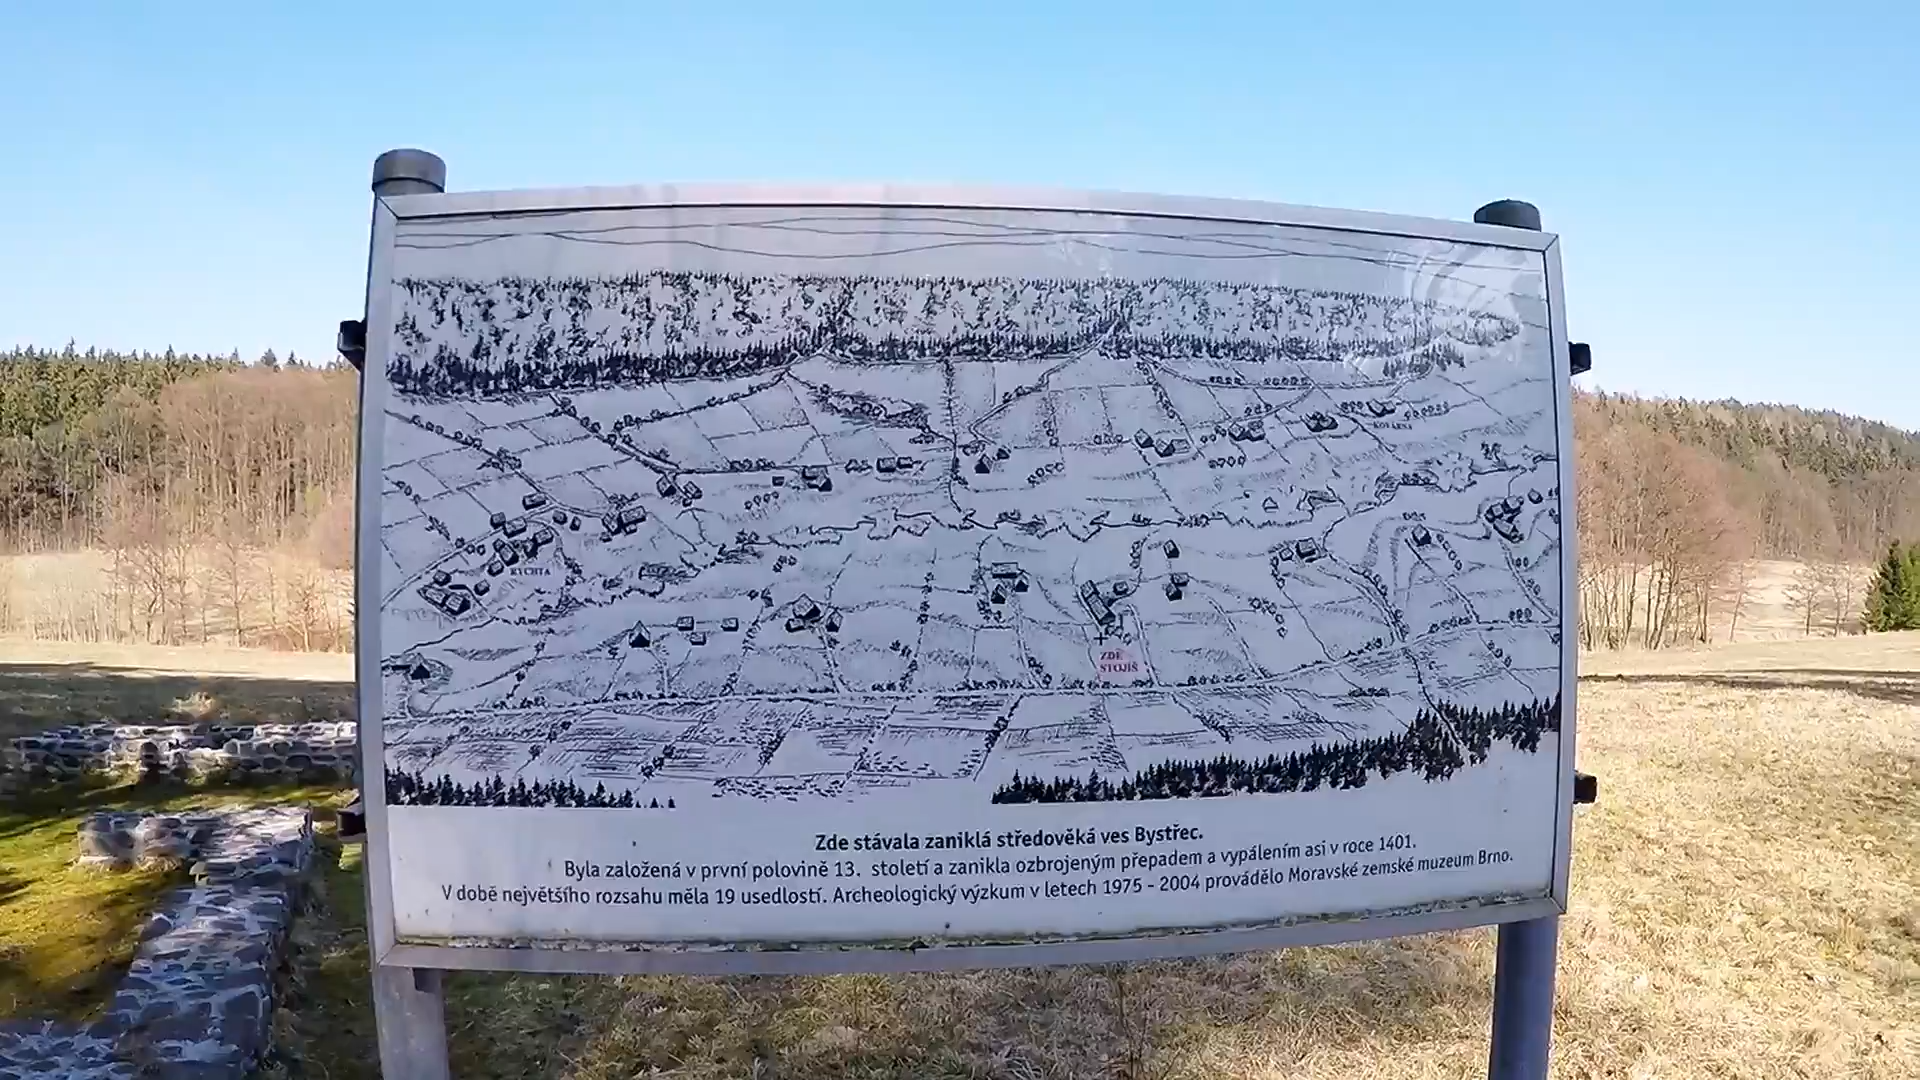 KOVÁRNA
RYCHTA
ZDE
STOJÍŠ
Zde stávala zaniklá středověká ves Bystřec.
Byla založená v první polovině 13. století a zanikla ozbrojeným přepadem a vypálením asi v roce 1401.
V době největšího rozsahu měla 19 usedlostí. Archeologický výzkum v letech 1975 - 2004 provádělo Moravské zemské muzeum Brno.